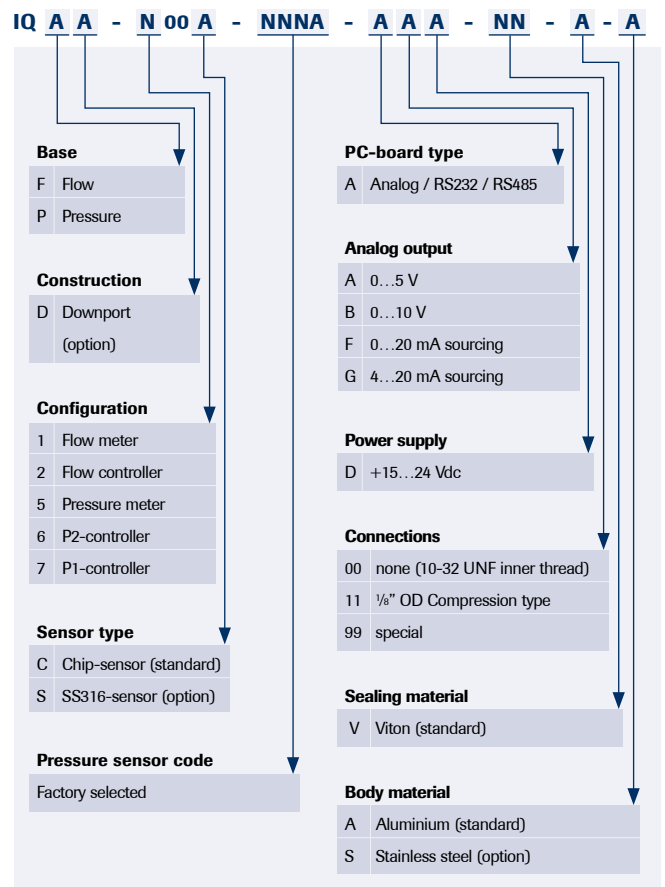 IQ A A - N 00 A - NNNA - A A A - NN - A - A
Base
F Flow
P Pressure
Construction
D Downport
(option)
Configuration
1 Flow meter
2 Flow controller
5 Pressure meter
6 P2-controller
7 P1-controller
Sensor type
C Chip-sensor (standard)
S SS316-sensor (option)
Pressure sensor code
Factory selected
PC-board type
A Analog / RS232 / RS485
Analog output
A 0…5 V
B 0…10 V
F 0…20 mA sourcing
G 4…20 mA sourcing
Power supply
D +15…24 Vdc
Connections
00 none (10-32 UNF inner thread)
11 ⅛” OD Compression type
99 special
Sealing material
V Viton (standard)
Body material
A Aluminium (standard)
S Stainless steel (option)